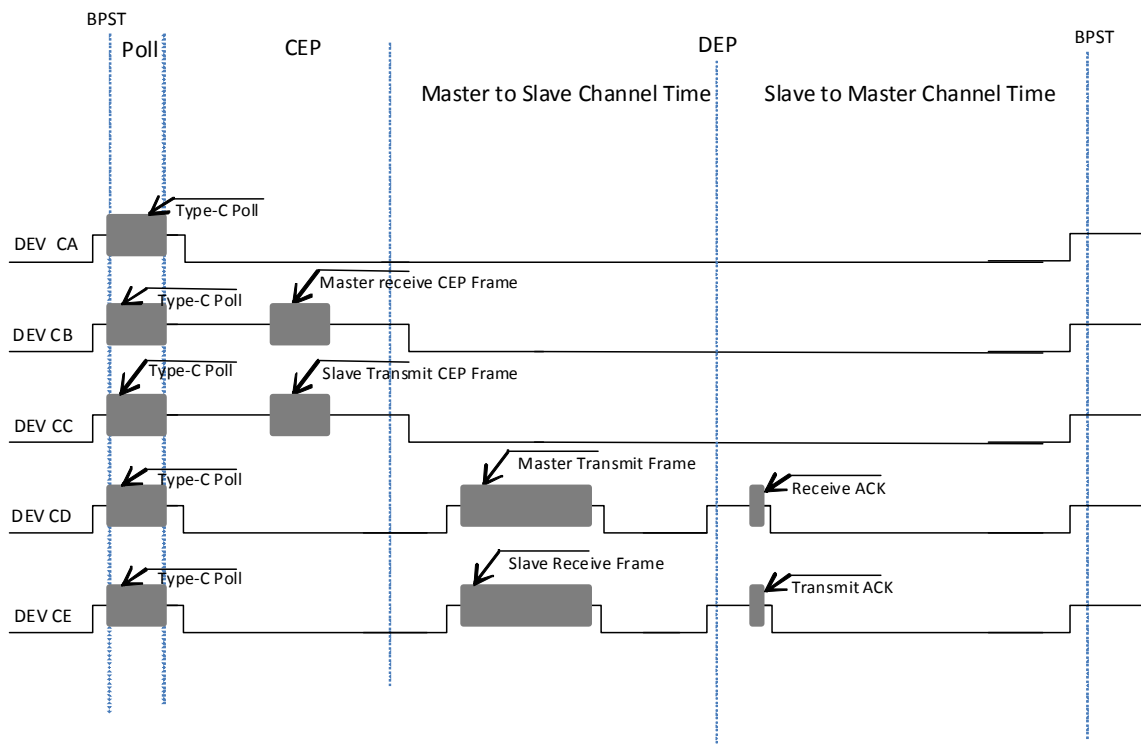 BPST
Poll
CEP
DEP
BPST
Master to Slave Channel Time
Slave to Master Channel Time
Type-C Poll
DEV CA
Master receive CEP Frame
Type-C Poll
DEV CB
Type-C Poll
Slave Transmit CEP Frame
DEV CC
Master Transmit Frame
Type-C Poll
Receive ACK
DEV CD
Slave Receive Frame
Type-C Poll
Transmit ACK
DEV CE